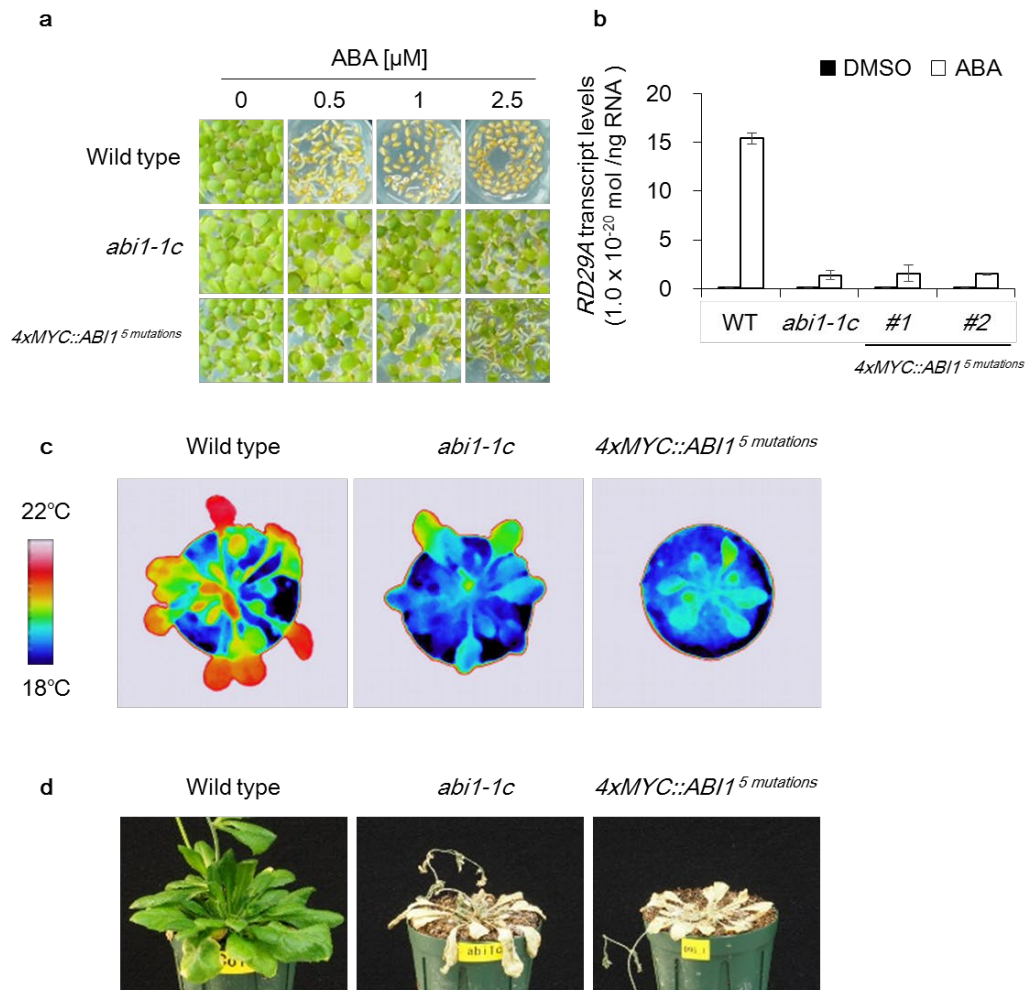 a
ABA [µM]
0 0.5 1 2.5
Wild type
abi1-1c
4xMYC::ABI1 5 mutations
b
DMSO ABA
RD29A transcript levels
(1.0 x 10-20 mol /ng RNA )
20
15
10
5
0
WT abi1-1c #1 #2
4xMYC::ABI1 5 mutations
c
Wild type abi1-1c 4xMYC::ABI1 5 mutations
22°C
18°C
d
Wild type abi1-1c 4xMYC::ABI1 5 mutations
abi1c